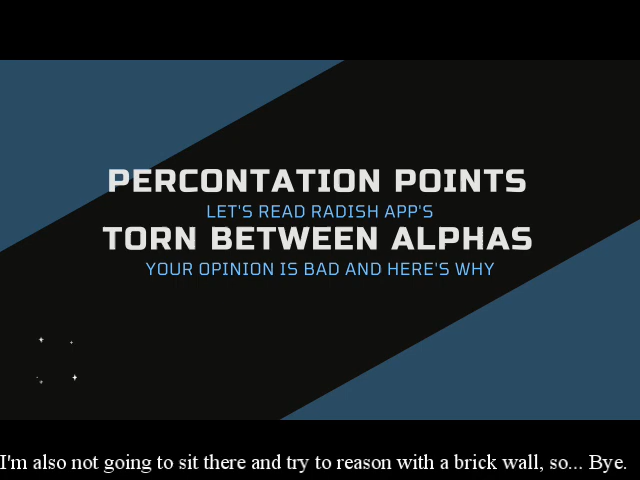 PERCONTATION POINTS
LET'S READ RADISH APP'S
TORN BETWEEN ALPHAS
YOUR OPINION IS BAD AND HERE'S WHY
I'm also not going to sit there and try to reason with a brick wall, so... Bye.